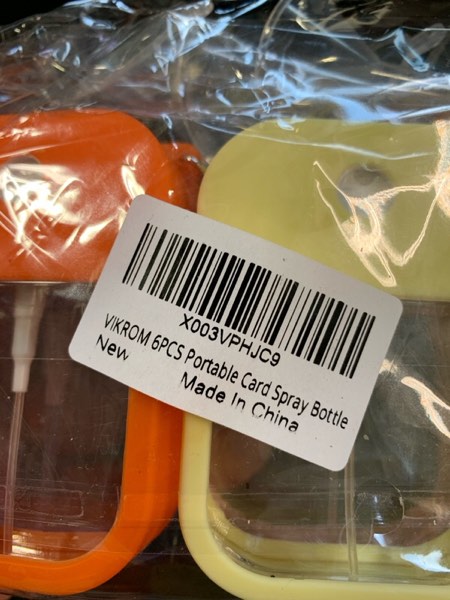 X003VPHJC9
VIKROM 6PCS Portable Card Spray Bottle
New
Made In China